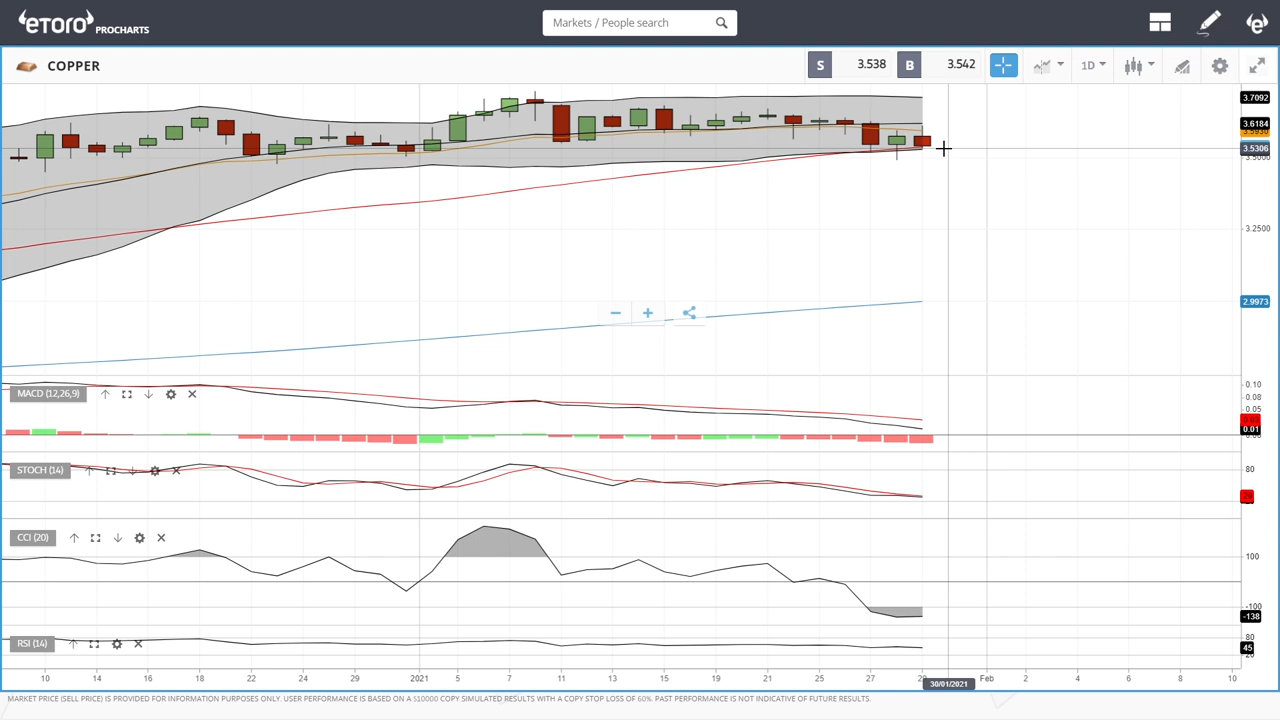 eTORO PROCHARTS
Markets / People search
COPPER
S 3.538 B 3.542
1D
3.7092
3.6184
3.5930
3.5306
3.5000
3.2500
2.9973
MACD (12,26,9)
0.10
0.08
0.05
0.01
0.00
STOCH (14)
80
CCI (20)
100
-100
-138
RSI (14)
80
45
10 14 16 18 22 24 29 2021 5 7 11 13 15 19 21 25 27 29 Feb 2 4 6 8 10
30/01/2021
MARKET PRICE (SELL PRICE) IS PROVIDED FOR INFORMATION PURPOSES ONLY. USER PERFORMANCE IS BASED ON A $10000 COPY SIMULATED RESULTS WITH A COPY STOP LOSS OF 60%. PAST PERFORMANCE IS NOT INDICATIVE OF FUTURE RESULTS.